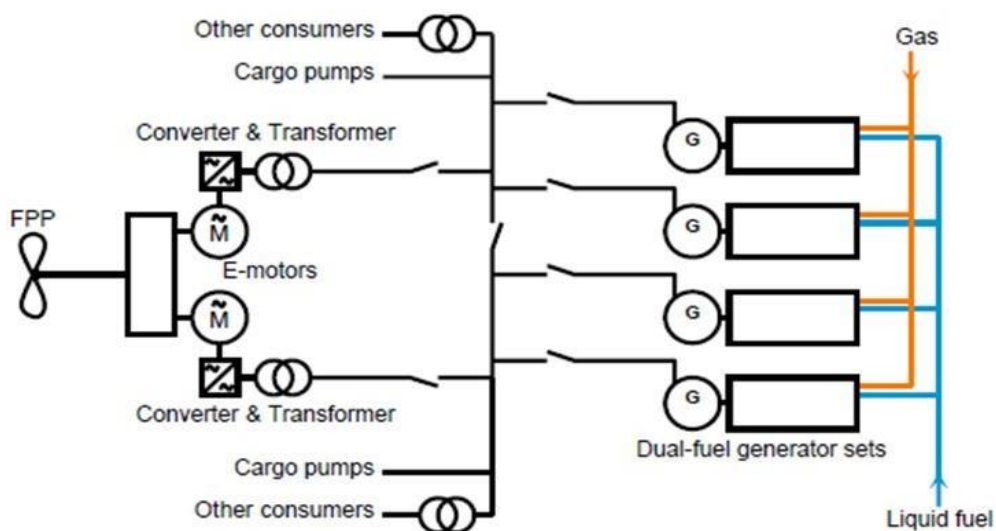 Other consumers
Cargo pumps
Gas
Converter & Transformer
G
FPP
M
G
E-motors
M
G
Converter & Transformer
G
Dual-fuel generator sets
Cargo pumps
Other consumers
Liquid fuel